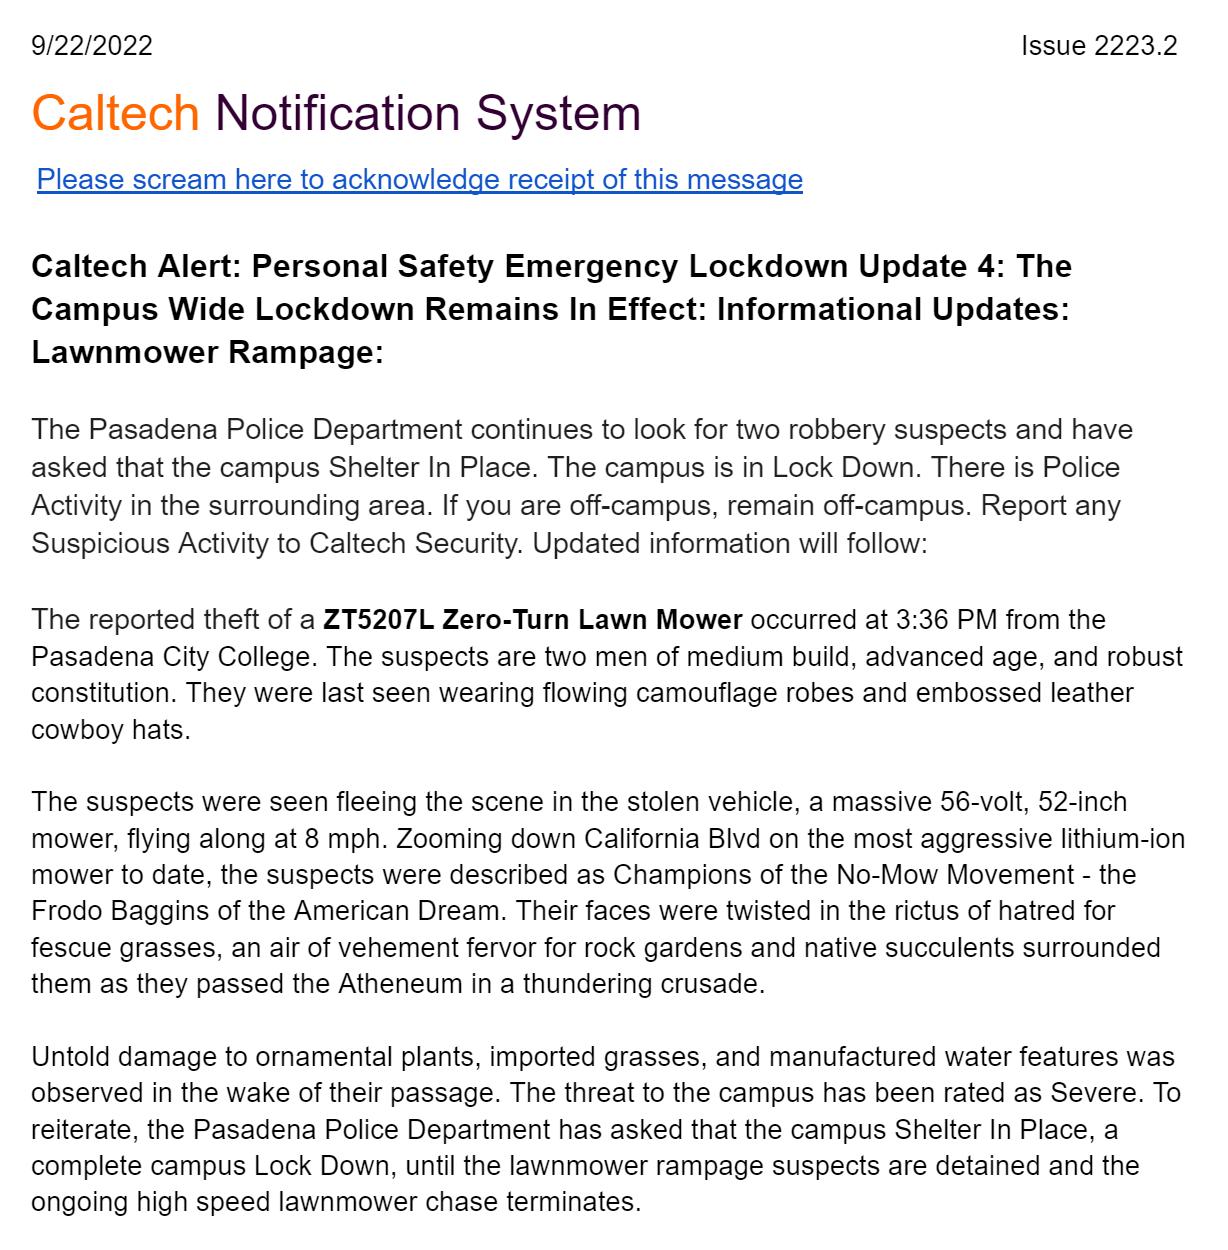 9/22/2022 Issue 2223.2
Caltech Notification System
Please scream here to acknowledge receipt of this message
Caltech Alert: Personal Safety Emergency Lockdown Update 4: The
Campus Wide Lockdown Remains In Effect: Informational Updates:
Lawnmower Rampage:
The Pasadena Police Department continues to look for two robbery suspects and have
asked that the campus Shelter In Place. The campus is in Lock Down. There is Police
Activity in the surrounding area. If you are off-campus, remain off-campus. Report any
Suspicious Activity to Caltech Security. Updated information will follow:
The reported theft of a ZT5207L Zero-Turn Lawn Mower occurred at 3:36 PM from the
Pasadena City College. The suspects are two men of medium build, advanced age, and robust
constitution. They were last seen wearing flowing camouflage robes and embossed leather
cowboy hats.
The suspects were seen fleeing the scene in the stolen vehicle, a massive 56-volt, 52-inch
mower, flying along at 8 mph. Zooming down California Blvd on the most aggressive lithium-ion
mower to date, the suspects were described as Champions of the No-Mow Movement - the
Frodo Baggins of the American Dream. Their faces were twisted in the rictus of hatred for
fescue grasses, an air of vehement fervor for rock gardens and native succulents surrounded
them as they passed the Atheneum in a thundering crusade.
Untold damage to ornamental plants, imported grasses, and manufactured water features was
observed in the wake of their passage. The threat to the campus has been rated as Severe. To
reiterate, the Pasadena Police Department has asked that the campus Shelter In Place, a
complete campus Lock Down, until the lawnmower rampage suspects are detained and the
ongoing high speed lawnmower chase terminates.